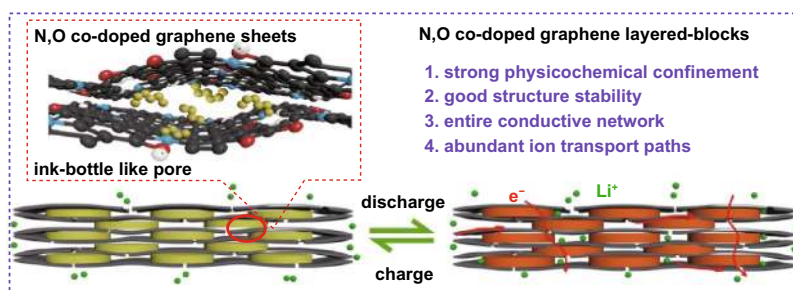 N,O co-doped graphene sheets
ink-bottle like pore
N,O co-doped graphene layered-blocks
1. strong physicochemical confinement
2. good structure stability
3. entire conductive network
4. abundant ion transport paths
discharge
charge
e⁻
Li⁺